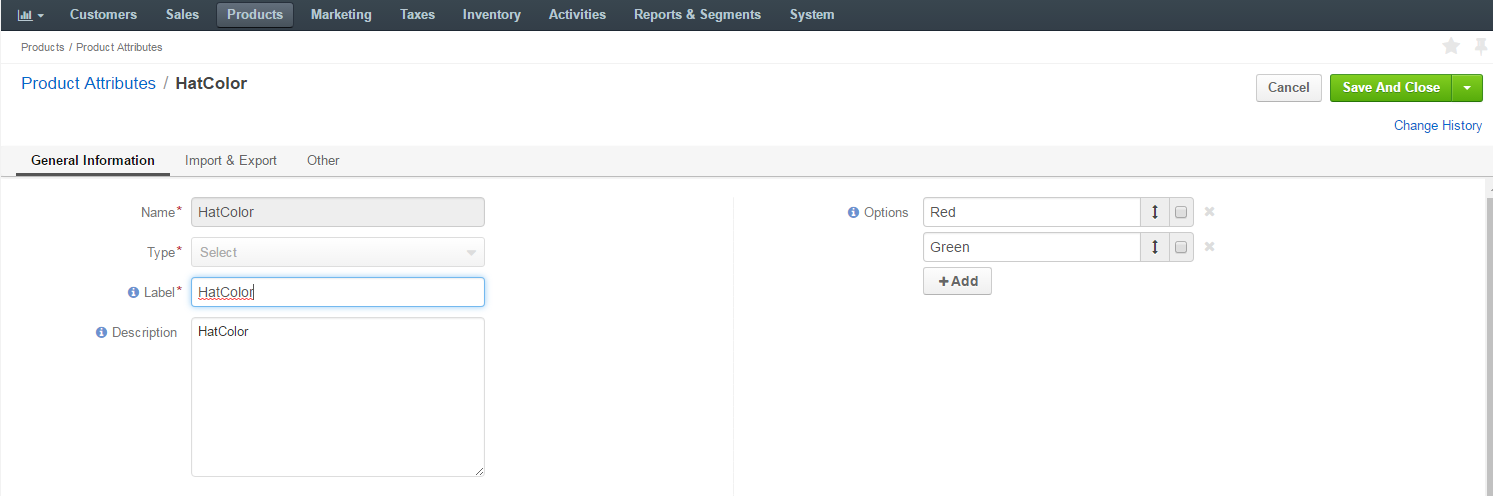 Customers Sales Products Marketing Taxes Inventory Activities Reports & Segments System
Products / Product Attributes
Product Attributes / HatColor
Cancel Save And Close
Change History
General Information Import & Export Other
Name* HatColor
Type* Select
Label* HatColor
Description HatColor
Options Red
Green
+Add